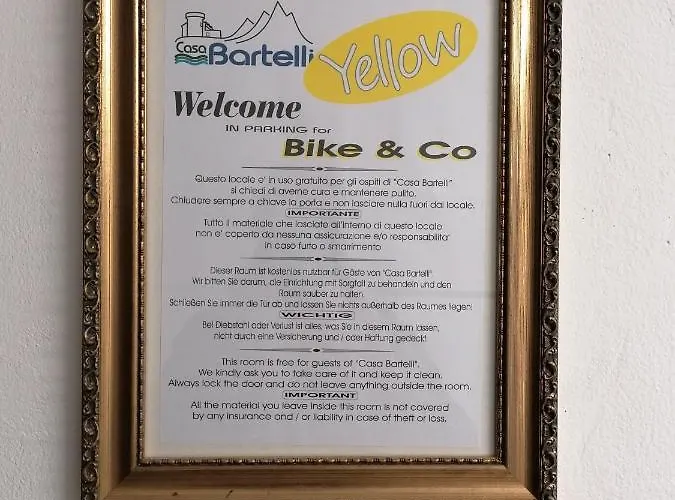 Casa
Bartelli
Yellow
Welcome
IN PARKING for
Bike & Co
Questo locale e' in uso gratuito per gli ospiti di "Casa Bartelli"
si chiedi di averne cura e mantenere pulito.
Chiudere sempre a chiave la porta e non lasciare nulla fuori dal locale.
IMPORTANTE
Tutto il materiale che lasciate all'interno di questo locale
non e' coperto da nessuna assicurazione e/o responsabilita'
in caso furto o smarrimento
Dieser Raum ist kostenlos nutzbar für Gäste von "Casa Bartelli"
Wir bitten Sie darum, die Einrichtung mit Sorgfalt zu behandeln und den
Raum sauber zu halten.
Schließen Sie immer die Tür ab und lassen Sie nichts außerhalb des Raumes liegen!
WICHTIG
Bei Diebstahl oder Verlust ist alles, was Sie in diesem Raum lassen,
nicht durch eine Versicherung und / oder Haftung gedeckt!
This room is free for guests of "Casa Bartelli".
We kindly ask you to take care of it and keep it clean.
Always lock the door and do not leave anything outside the room.
IMPORTANT
All the material you leave inside this room is not covered
by any insurance and / or liability in case of theft or loss.